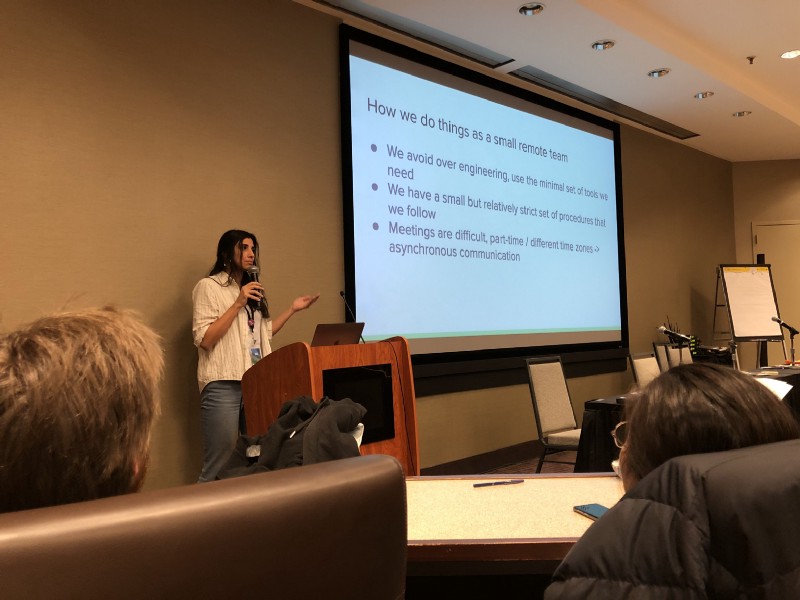 How we do things as a small remote team
● We avoid over engineering, use the minimal set of tools we
need
● We have a small but relatively strict set of procedures that
we follow
● Meetings are difficult, part-time / different time zones ->
asynchronous communication